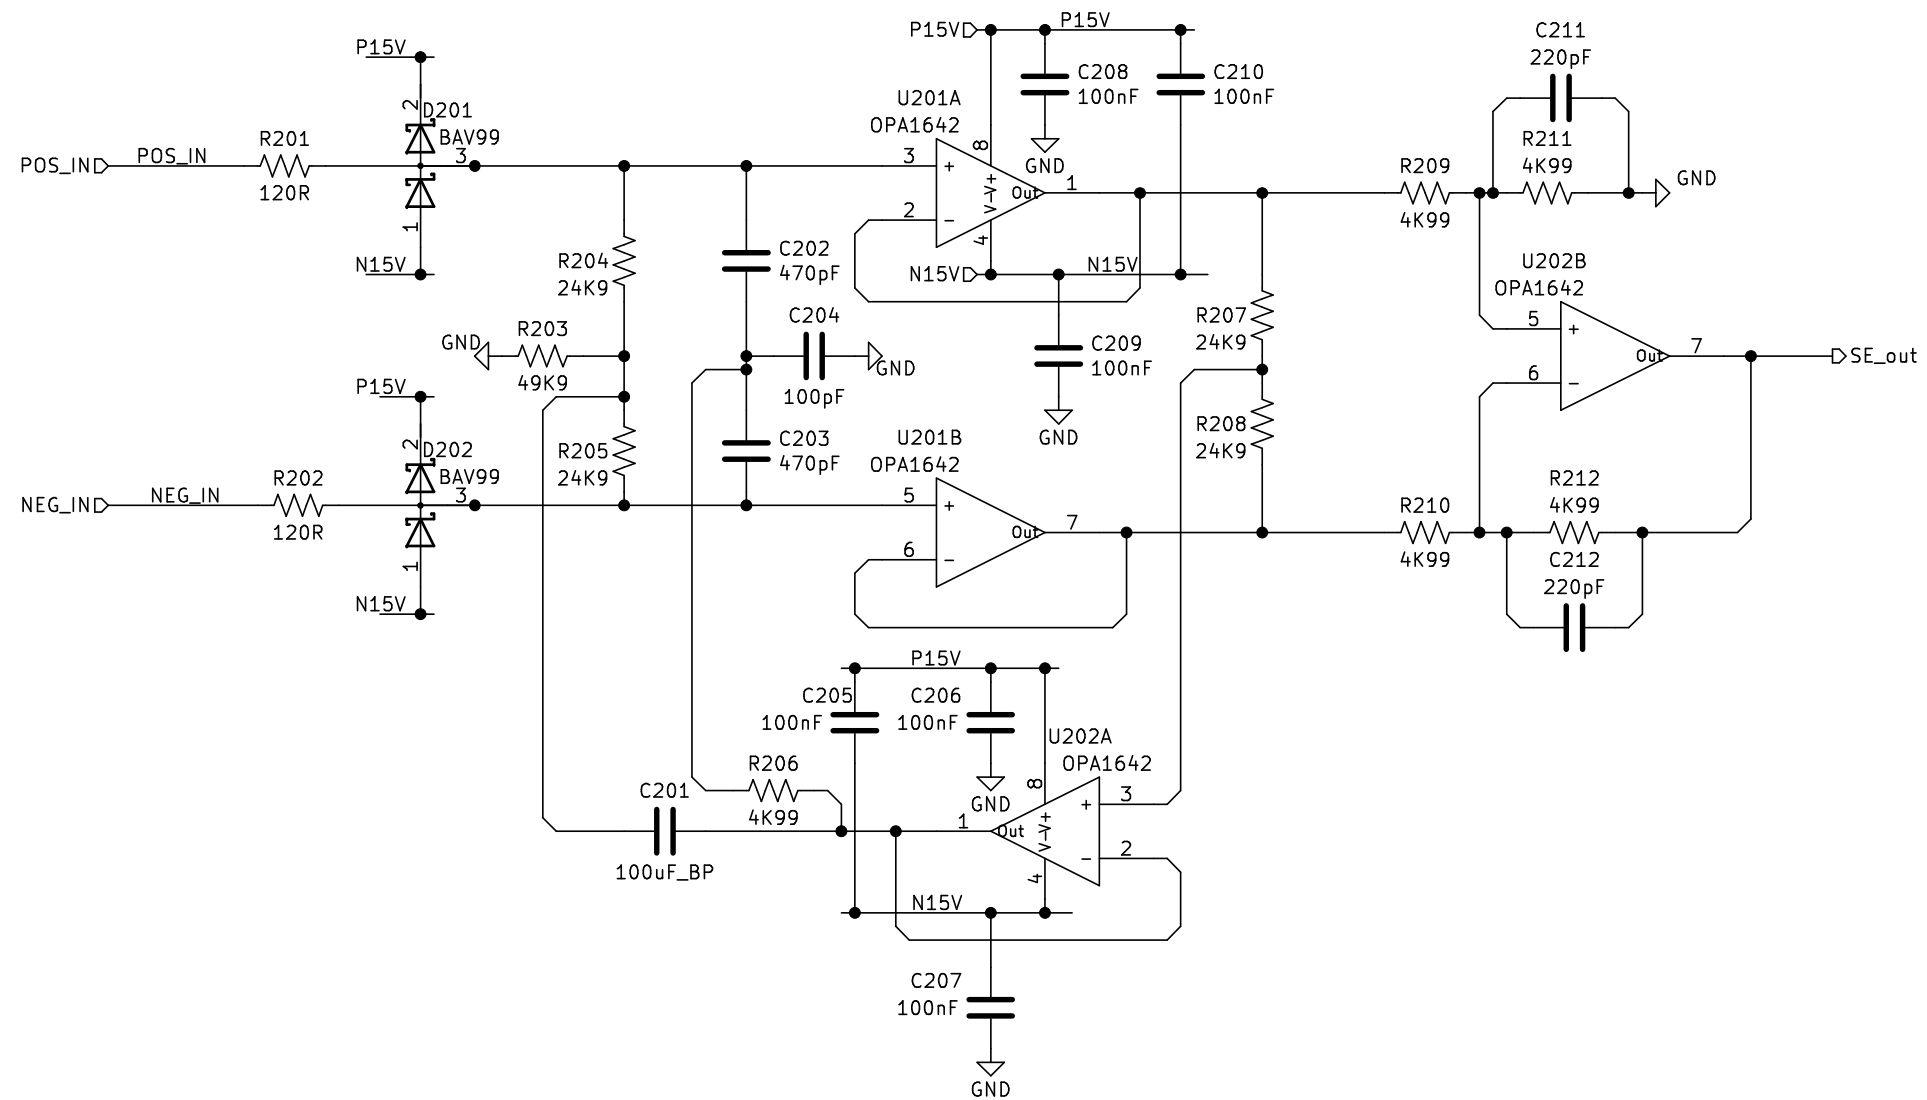 P15V
P15V
C211
220pF
P15V
C208
100nF
C210
100nF
U201A
OPA1642
2
D201
BAV99
R201
120R
POS_IN
POS_IN
3
3
+
8
GND
R211
4K99
R209
4K99
GND
V-V+
Out
1
2
-
4
1
N15V
N15V
N15V
C202
470pF
R204
24K9
U202B
OPA1642
R203
49K9
GND
C204
100pF
GND
R207
24K9
C209
100nF
GND
5
+
Out
7
SE_out
6
-
P15V
2
D202
BAV99
R205
24K9
C203
470pF
U201B
OPA1642
R208
24K9
R202
120R
NEG_IN
NEG_IN
3
5
+
Out
7
R210
4K99
R212
4K99
6
-
1
C212
220pF
N15V
P15V
C205
100nF
C206
100nF
U202A
OPA1642
R206
4K99
GND
8
+
3
C201
100uF_BP
1
Out
V-V+
-
2
4
N15V
C207
100nF
GND